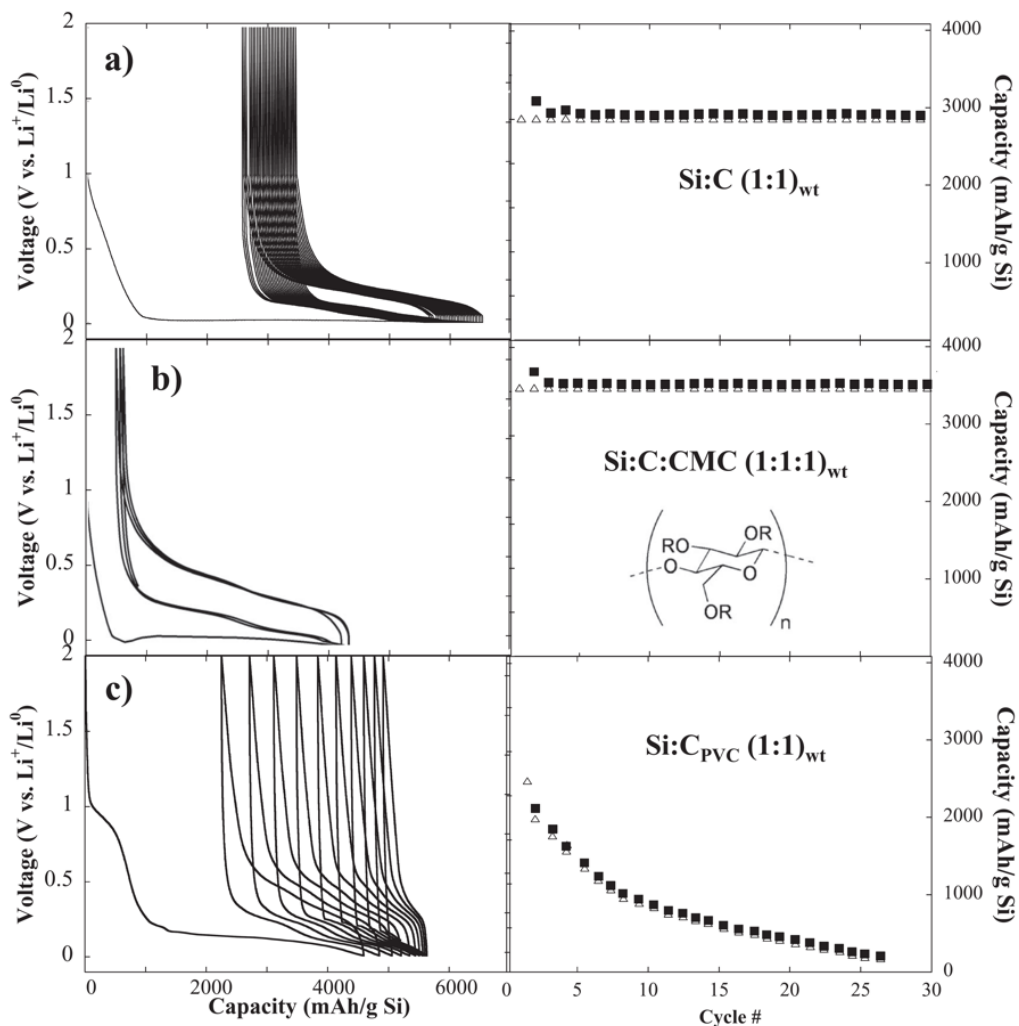 a)
Voltage (V vs. Li⁺/Li⁰)
2
1.5
1
0.5
0
Si:C (1:1)wt
4000
3000
2000
1000
Capacity (mAh/g Si)
b)
Voltage (V vs. Li⁺/Li⁰)
2
1.5
1
0.5
0
Si:C:CMC (1:1:1)wt
RO
OR
O
O
OR
n
4000
3000
2000
1000
Capacity (mAh/g Si)
c)
Voltage (V vs. Li⁺/Li⁰)
2
1.5
1
0.5
0
Si:CPVC (1:1)wt
4000
3000
2000
1000
0
Capacity (mAh/g Si)
0 2000 4000 6000
Capacity (mAh/g Si)
0 5 10 15 20 25 30
Cycle #